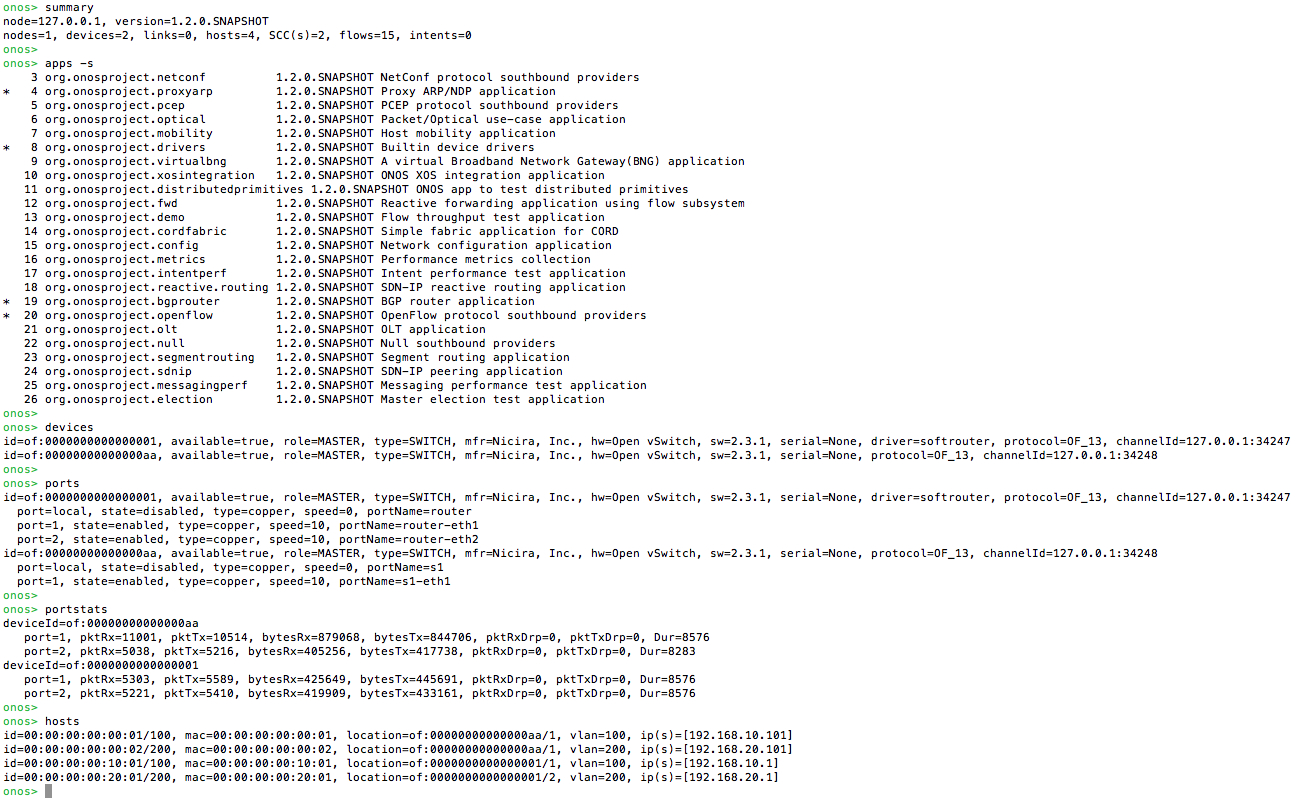 onos> summary
node=127.0.0.1, version=1.2.0.SNAPSHOT
nodes=1, devices=2, links=0, hosts=4, SCC(s)=2, flows=15, intents=0
onos>
onos> apps -s
3 org.onosproject.netconf 1.2.0.SNAPSHOT NetConf protocol southbound providers
* 4 org.onosproject.proxyarp 1.2.0.SNAPSHOT Proxy ARP/NDP application
5 org.onosproject.pcep 1.2.0.SNAPSHOT PCEP protocol southbound providers
6 org.onosproject.optical 1.2.0.SNAPSHOT Packet/Optical use-case application
7 org.onosproject.mobility 1.2.0.SNAPSHOT Host mobility application
* 8 org.onosproject.drivers 1.2.0.SNAPSHOT Builtin device drivers
9 org.onosproject.virtualbng 1.2.0.SNAPSHOT A virtual Broadband Network Gateway(BNG) application
10 org.onosproject.xosintegration 1.2.0.SNAPSHOT ONOS XOS integration application
11 org.onosproject.distributedprimitives 1.2.0.SNAPSHOT ONOS app to test distributed primitives
12 org.onosproject.fwd 1.2.0.SNAPSHOT Reactive forwarding application using flow subsystem
13 org.onosproject.demo 1.2.0.SNAPSHOT Flow throughput test application
14 org.onosproject.cordfabric 1.2.0.SNAPSHOT Simple fabric application for CORD
15 org.onosproject.config 1.2.0.SNAPSHOT Network configuration application
16 org.onosproject.metrics 1.2.0.SNAPSHOT Performance metrics collection
17 org.onosproject.intentperf 1.2.0.SNAPSHOT Intent performance test application
18 org.onosproject.reactive.routing 1.2.0.SNAPSHOT SDN-IP reactive routing application
* 19 org.onosproject.bgprouter 1.2.0.SNAPSHOT BGP router application
* 20 org.onosproject.openflow 1.2.0.SNAPSHOT OpenFlow protocol southbound providers
21 org.onosproject.olt 1.2.0.SNAPSHOT OLT application
22 org.onosproject.null 1.2.0.SNAPSHOT Null southbound providers
23 org.onosproject.segmentrouting 1.2.0.SNAPSHOT Segment routing application
24 org.onosproject.sdnip 1.2.0.SNAPSHOT SDN-IP peering application
25 org.onosproject.messagingperf 1.2.0.SNAPSHOT Messaging performance test application
26 org.onosproject.election 1.2.0.SNAPSHOT Master election test application
onos>
onos> devices
id=of:0000000000000001, available=true, role=MASTER, type=SWITCH, mfr=Nicira, Inc., hw=Open vSwitch, sw=2.3.1, serial=None, driver=softrouter, protocol=OF_13, channelId=127.0.0.1:34247
id=of:00000000000000aa, available=true, role=MASTER, type=SWITCH, mfr=Nicira, Inc., hw=Open vSwitch, sw=2.3.1, serial=None, protocol=OF_13, channelId=127.0.0.1:34248
onos>
onos> ports
id=of:0000000000000001, available=true, role=MASTER, type=SWITCH, mfr=Nicira, Inc., hw=Open vSwitch, sw=2.3.1, serial=None, driver=softrouter, protocol=OF_13, channelId=127.0.0.1:34247
port=local, state=disabled, type=copper, speed=0, portName=router
port=1, state=enabled, type=copper, speed=10, portName=router-eth1
port=2, state=enabled, type=copper, speed=10, portName=router-eth2
id=of:00000000000000aa, available=true, role=MASTER, type=SWITCH, mfr=Nicira, Inc., hw=Open vSwitch, sw=2.3.1, serial=None, protocol=OF_13, channelId=127.0.0.1:34248
port=local, state=disabled, type=copper, speed=0, portName=s1
port=1, state=enabled, type=copper, speed=10, portName=s1-eth1
onos>
onos> portstats
deviceId=of:00000000000000aa
port=1, pktRx=11001, pktTx=10514, bytesRx=879068, bytesTx=844706, pktRxDrp=0, pktTxDrp=0, Dur=8576
port=2, pktRx=5038, pktTx=5216, bytesRx=405256, bytesTx=417738, pktRxDrp=0, pktTxDrp=0, Dur=8283
deviceId=of:0000000000000001
port=1, pktRx=5303, pktTx=5589, bytesRx=425649, bytesTx=445691, pktRxDrp=0, pktTxDrp=0, Dur=8576
port=2, pktRx=5221, pktTx=5410, bytesRx=419909, bytesTx=433161, pktRxDrp=0, pktTxDrp=0, Dur=8576
onos>
onos> hosts
id=00:00:00:00:00:01/100, mac=00:00:00:00:00:01, location=of:00000000000000aa/1, vlan=100, ip(s)=[192.168.10.101]
id=00:00:00:00:00:02/200, mac=00:00:00:00:00:02, location=of:00000000000000aa/1, vlan=200, ip(s)=[192.168.20.101]
id=00:00:00:00:10:01/100, mac=00:00:00:00:10:01, location=of:0000000000000001/1, vlan=100, ip(s)=[192.168.10.1]
id=00:00:00:00:20:01/200, mac=00:00:00:00:20:01, location=of:0000000000000001/2, vlan=200, ip(s)=[192.168.20.1]
onos>